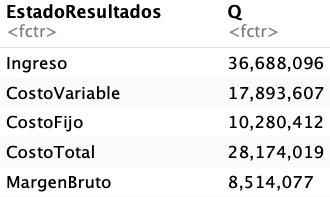 EstadoResultados Q
<fctr> <fctr>
Ingreso 36,688,096
CostoVariable 17,893,607
CostoFijo 10,280,412
CostoTotal 28,174,019
MargenBruto 8,514,077